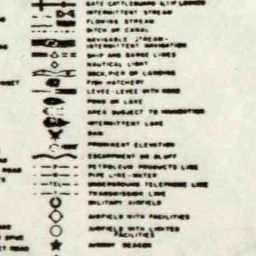 GATE CATTLEGUARD
INTERMITTENT STREAM
FLOWING STREAM
DITCH OR CANAL
NAVIGABLE STREAM-
INTERMITTENT NAVIGATION
SHIP AND BARGE LINES
NAUTICAL LIGHT
DOCK, PIER OR LANDING
FISH HATCHERY
LEVEE-LEVEE WITH ROAD
POND OR LAKE
AREA SUBJECT TO INUNDATION
INTERMITTENT LAKE
DAM
PROMINENT ELEVATION
ESCARPMENT OR BLUFF
PETROLEUM PRODUCTS LINE
PIPE LINE-WATER
TEL UNDERGROUND TELEPHONE LINE
TRANSMISSION LINE
MILITARY AIRFIELD
AIRFIELD WITH FACILITIES
AIRFIELD WITH LIGHTED
FACILITIES
AIRWAY BEACON